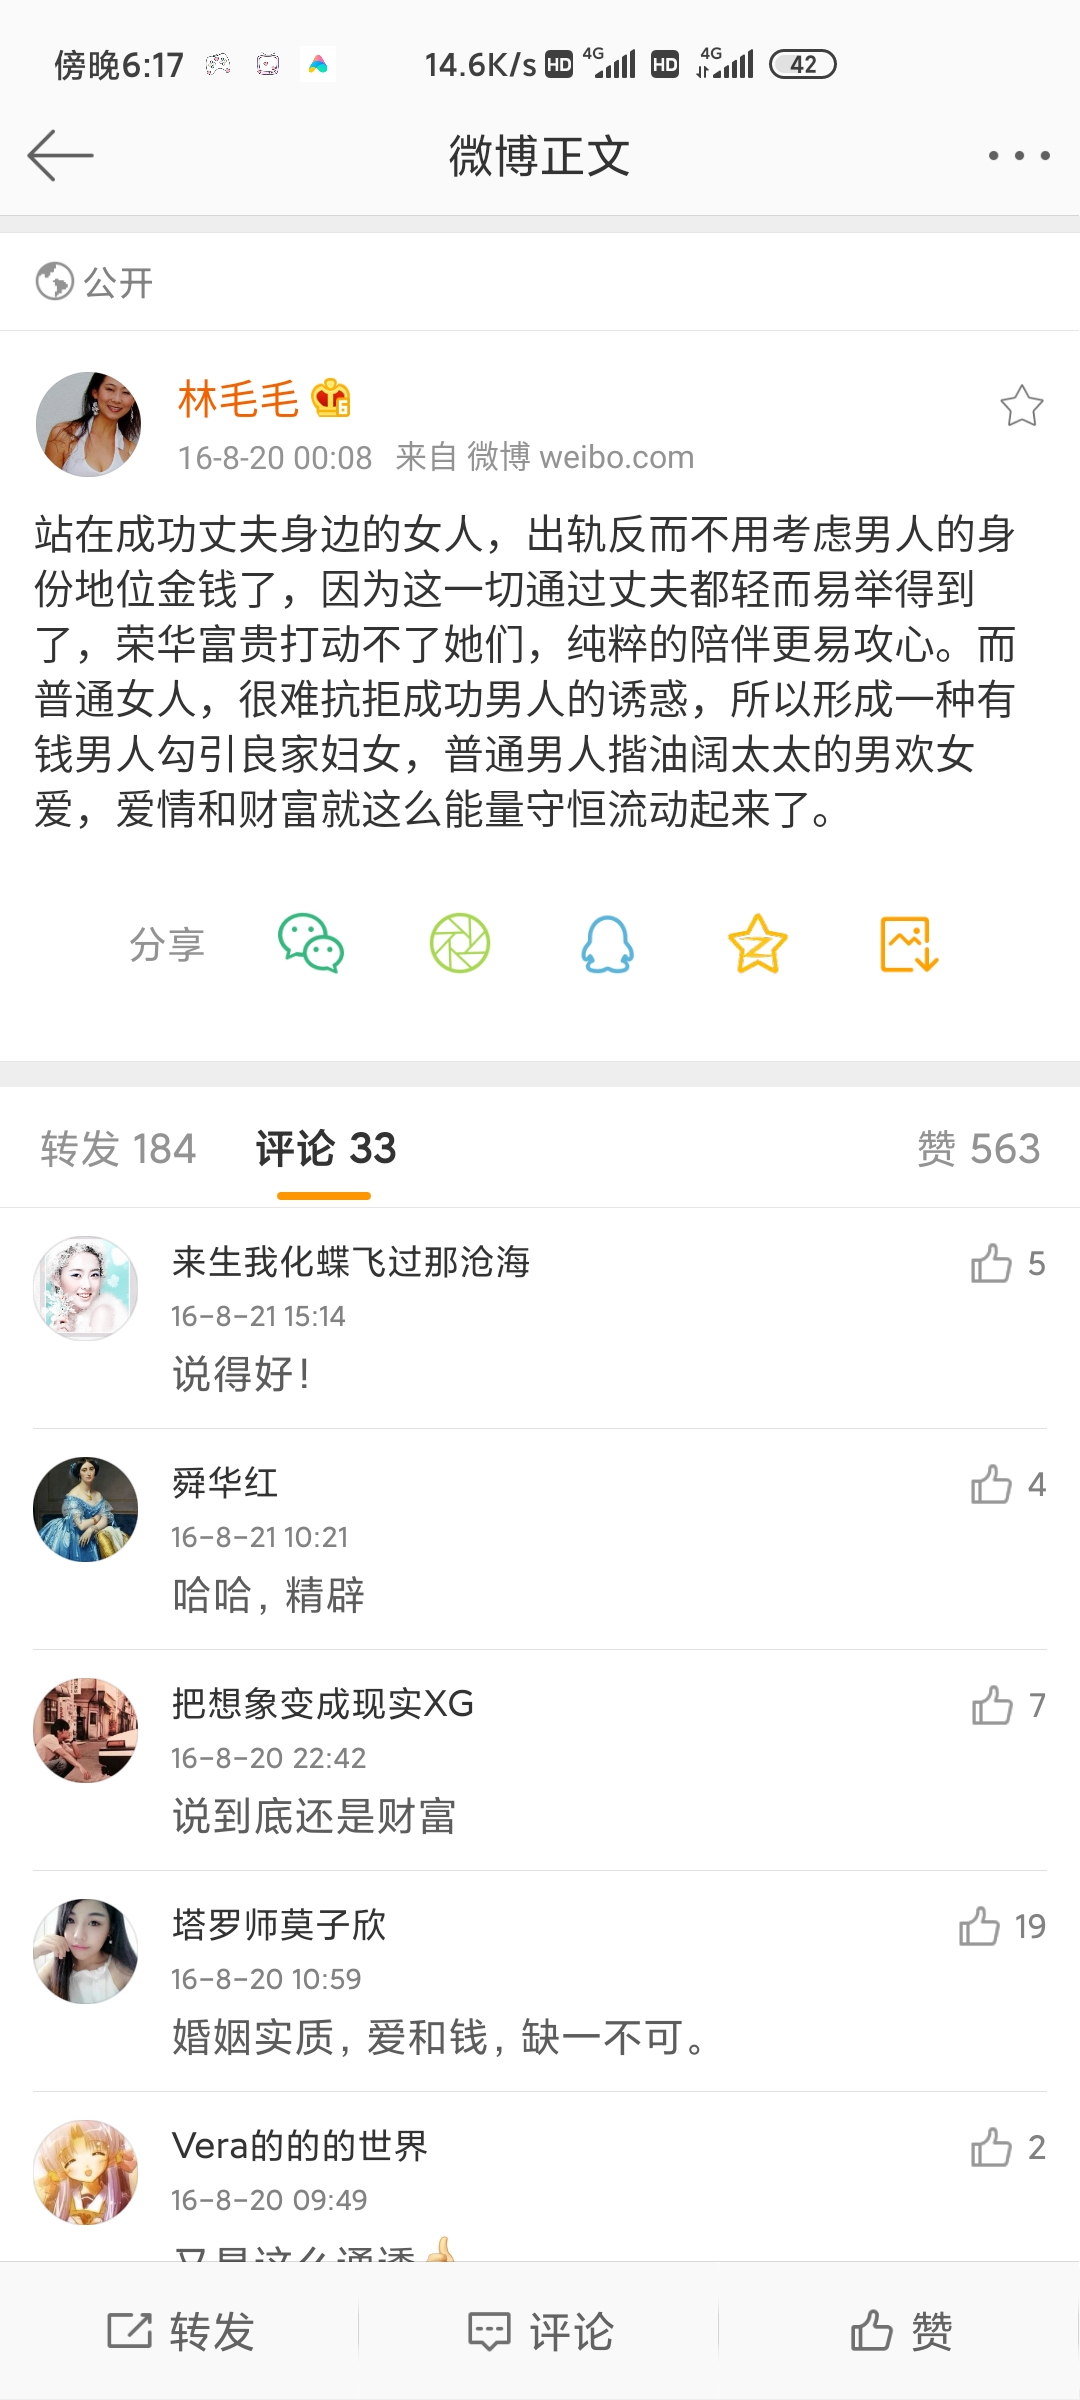 傍晚6:17 14.6K/s HD 4G HD 4G 42
微博正文
公开
林毛毛 6
16-8-20 00:08 来自 微博 weibo.com
站在成功丈夫身边的女人，出轨反而不用考虑男人的身
份地位金钱了，因为这一切通过丈夫都轻而易举得到
了，荣华富贵打动不了她们，纯粹的陪伴更易攻心。而
普通女人，很难抗拒成功男人的诱惑，所以形成一种有
钱男人勾引良家妇女，普通男人揩油阔太太的男欢女
爱，爱情和财富就这么能量守恒流动起来了。
分享
转发 184 评论 33 赞 563
来生我化蝶飞过那沧海 5
16-8-21 15:14
说得好!
舜华红 4
16-8-21 10:21
哈哈, 精辟
把想象变成现实XG 7
16-8-20 22:42
说到底还是财富
塔罗师莫子欣 19
16-8-20 10:59
婚姻实质, 爱和钱, 缺一不可。
Vera的的的世界 2
16-8-20 09:49
又是这么通透👍
转发 评论 赞